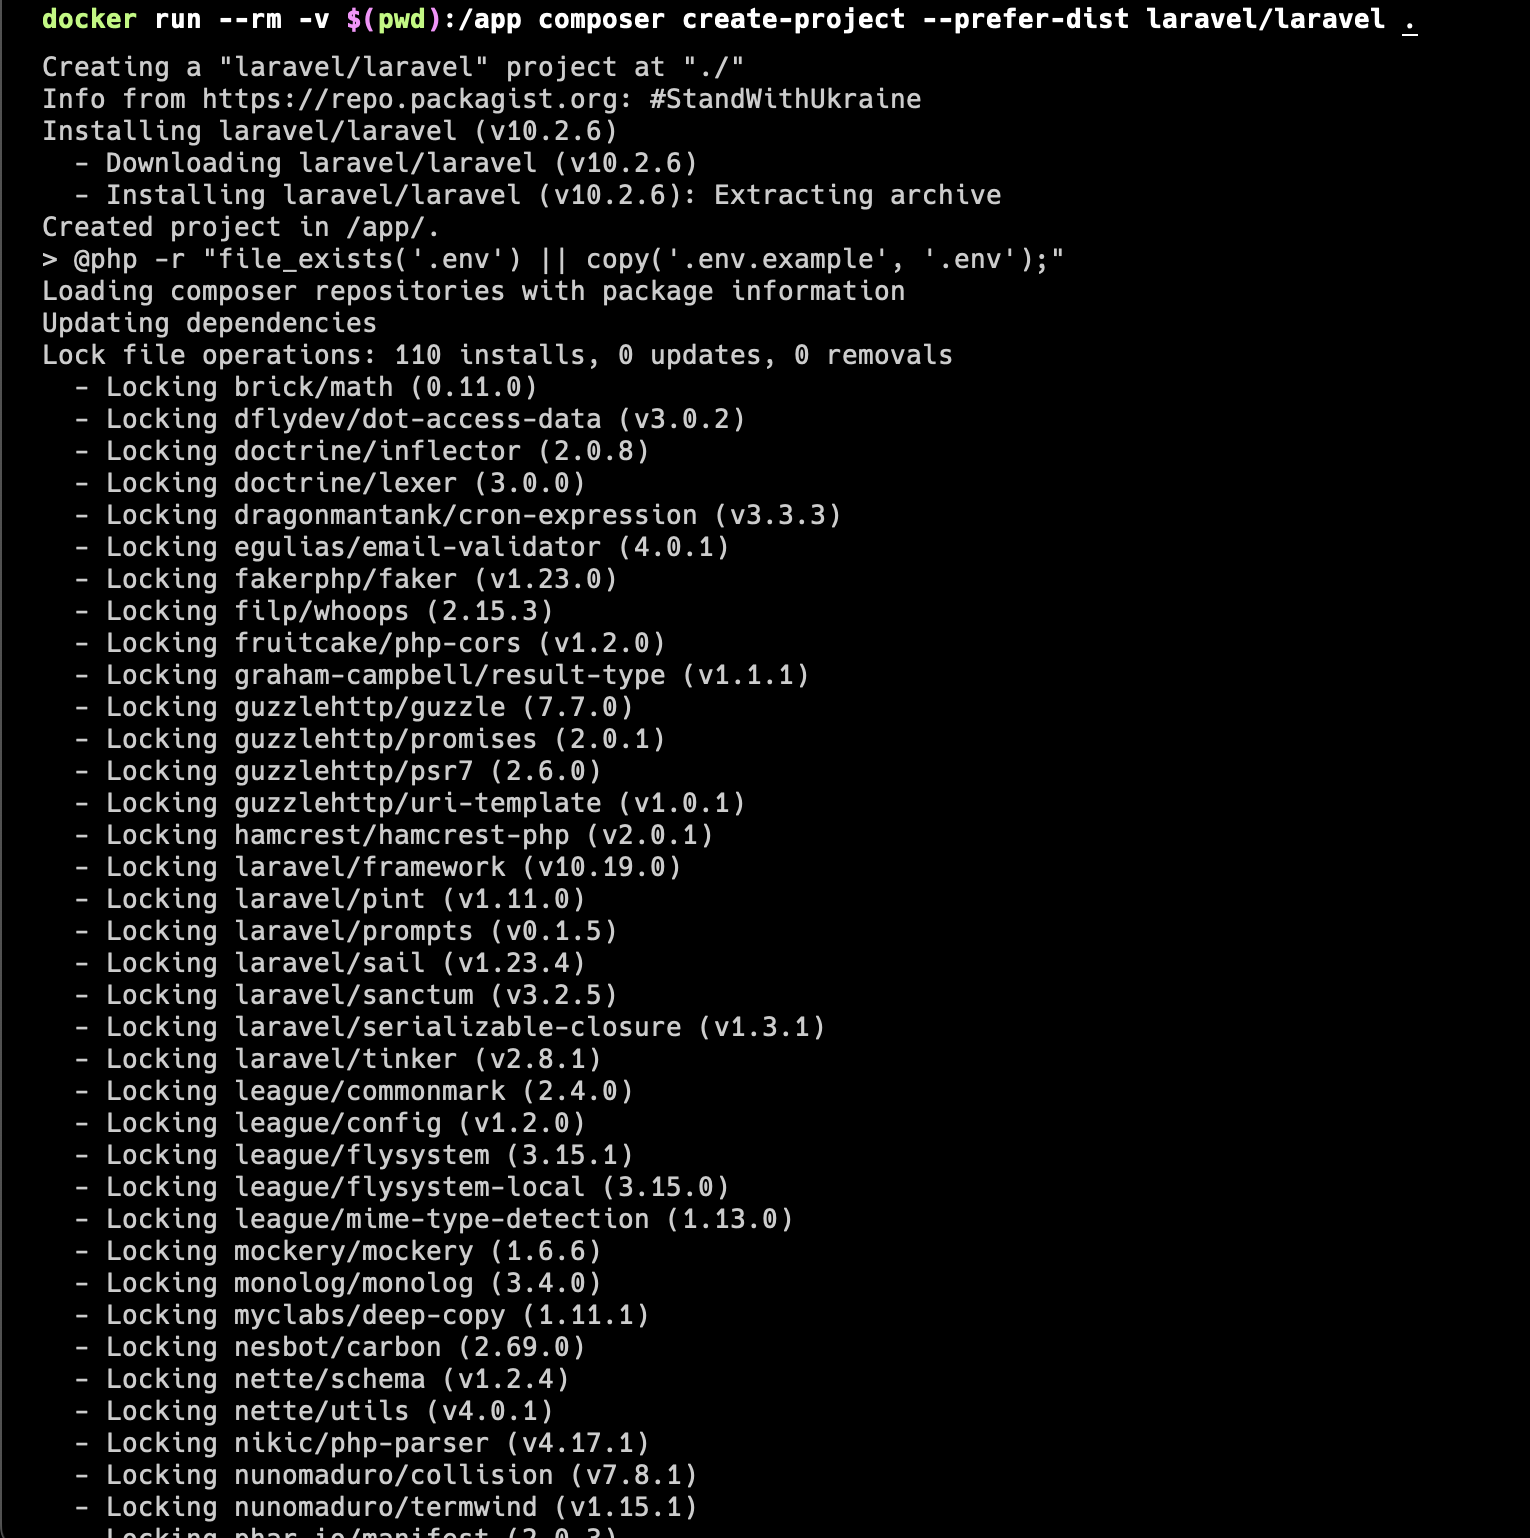 docker run --rm -v $(pwd):/app composer create-project --prefer-dist laravel/laravel .
Creating a "laravel/laravel" project at "./"
Info from https://repo.packagist.org: #StandWithUkraine
Installing laravel/laravel (v10.2.6)
  - Downloading laravel/laravel (v10.2.6)
  - Installing laravel/laravel (v10.2.6): Extracting archive
Created project in /app/.
> @php -r "file_exists('.env') || copy('.env.example', '.env');"
Loading composer repositories with package information
Updating dependencies
Lock file operations: 110 installs, 0 updates, 0 removals
  - Locking brick/math (0.11.0)
  - Locking dflydev/dot-access-data (v3.0.2)
  - Locking doctrine/inflector (2.0.8)
  - Locking doctrine/lexer (3.0.0)
  - Locking dragonmantank/cron-expression (v3.3.3)
  - Locking egulias/email-validator (4.0.1)
  - Locking fakerphp/faker (v1.23.0)
  - Locking filp/whoops (2.15.3)
  - Locking fruitcake/php-cors (v1.2.0)
  - Locking graham-campbell/result-type (v1.1.1)
  - Locking guzzlehttp/guzzle (7.7.0)
  - Locking guzzlehttp/promises (2.0.1)
  - Locking guzzlehttp/psr7 (2.6.0)
  - Locking guzzlehttp/uri-template (v1.0.1)
  - Locking hamcrest/hamcrest-php (v2.0.1)
  - Locking laravel/framework (v10.19.0)
  - Locking laravel/pint (v1.11.0)
  - Locking laravel/prompts (v0.1.5)
  - Locking laravel/sail (v1.23.4)
  - Locking laravel/sanctum (v3.2.5)
  - Locking laravel/serializable-closure (v1.3.1)
  - Locking laravel/tinker (v2.8.1)
  - Locking league/commonmark (2.4.0)
  - Locking league/config (v1.2.0)
  - Locking league/flysystem (3.15.1)
  - Locking league/flysystem-local (3.15.0)
  - Locking league/mime-type-detection (1.13.0)
  - Locking mockery/mockery (1.6.6)
  - Locking monolog/monolog (3.4.0)
  - Locking myclabs/deep-copy (1.11.1)
  - Locking nesbot/carbon (2.69.0)
  - Locking nette/schema (v1.2.4)
  - Locking nette/utils (v4.0.1)
  - Locking nikic/php-parser (v4.17.1)
  - Locking nunomaduro/collision (v7.8.1)
  - Locking nunomaduro/termwind (v1.15.1)
  - Locking phar-io/manifest (2.0.3)